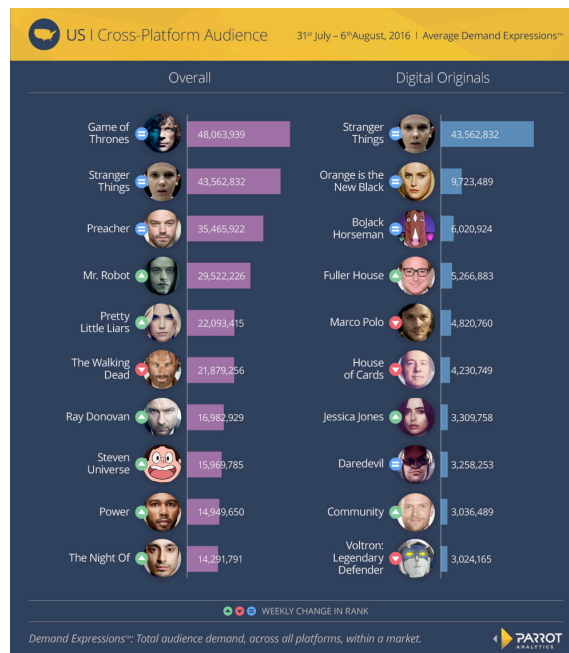 US | Cross-Platform Audience
31st July – 6thAugust, 2016 | Average Demand Expressions™
Overall
Game of
Thrones
48,063,939
Stranger
Things
43,562,832
Preacher
35,465,922
Mr. Robot
29,522,226
Pretty
Little Liars
22,093,415
The Walking
Dead
21,879,256
Ray Donovan
16,982,929
Steven
Universe
15,969,785
Power
14,949,650
The Night Of
14,291,791
Digital Originals
Stranger
Things
43,562,832
Orange is the
New Black
9,723,489
BoJack
Horseman
6,020,924
Fuller House
5,266,883
Marco Polo
4,820,760
House
of Cards
4,230,749
Jessica Jones
3,309,758
Daredevil
3,258,253
Community
3,036,489
Voltron:
Legendary
Defender
3,024,165
WEEKLY CHANGE IN RANK
Demand Expressions™: Total audience demand, across all platforms, within a market.
PARROT
ANALYTICS